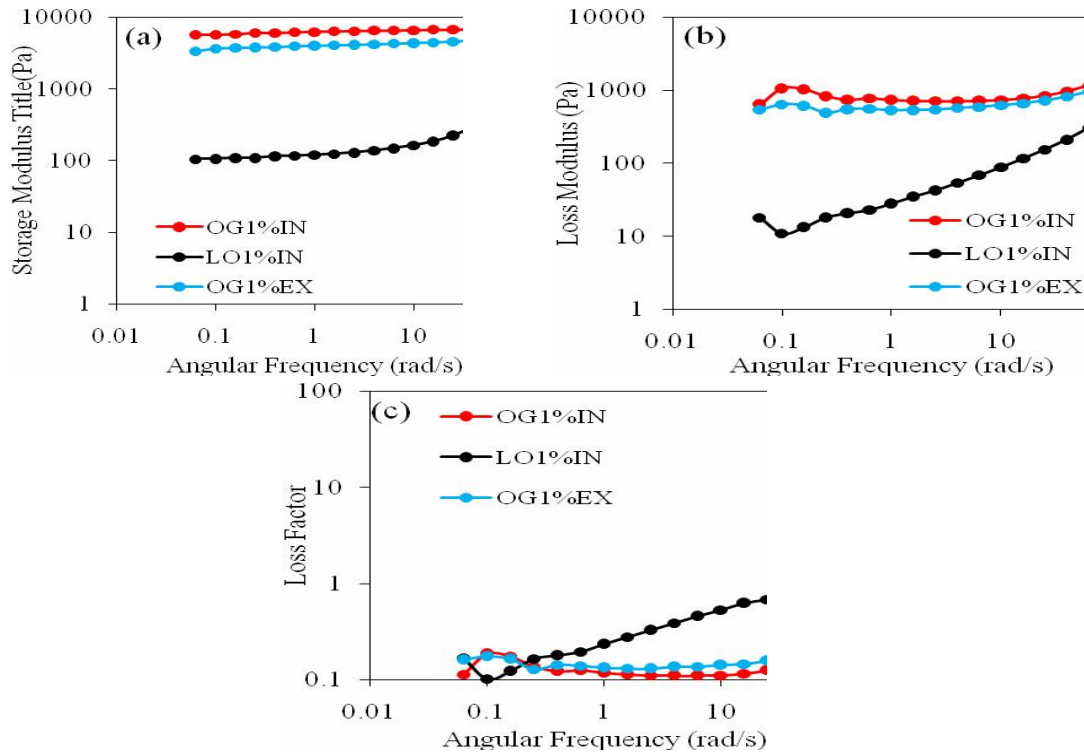 (a)
Storage Modulus Title(Pa)
10000
1000
100
10
1
OG1%IN
LO1%IN
OG1%EX
0.01 0.1 1 10
Angular Frequency (rad/s)
(b)
Loss Modulus (Pa)
10000
1000
100
10
1
OG1%IN
LO1%IN
OG1%EX
0.01 0.1 1 10
Angular Frequency (rad/s)
(c)
Loss Factor
100
10
1
0.1
OG1%IN
LO1%IN
OG1%EX
0.01 0.1 1 10
Angular Frequency (rad/s)